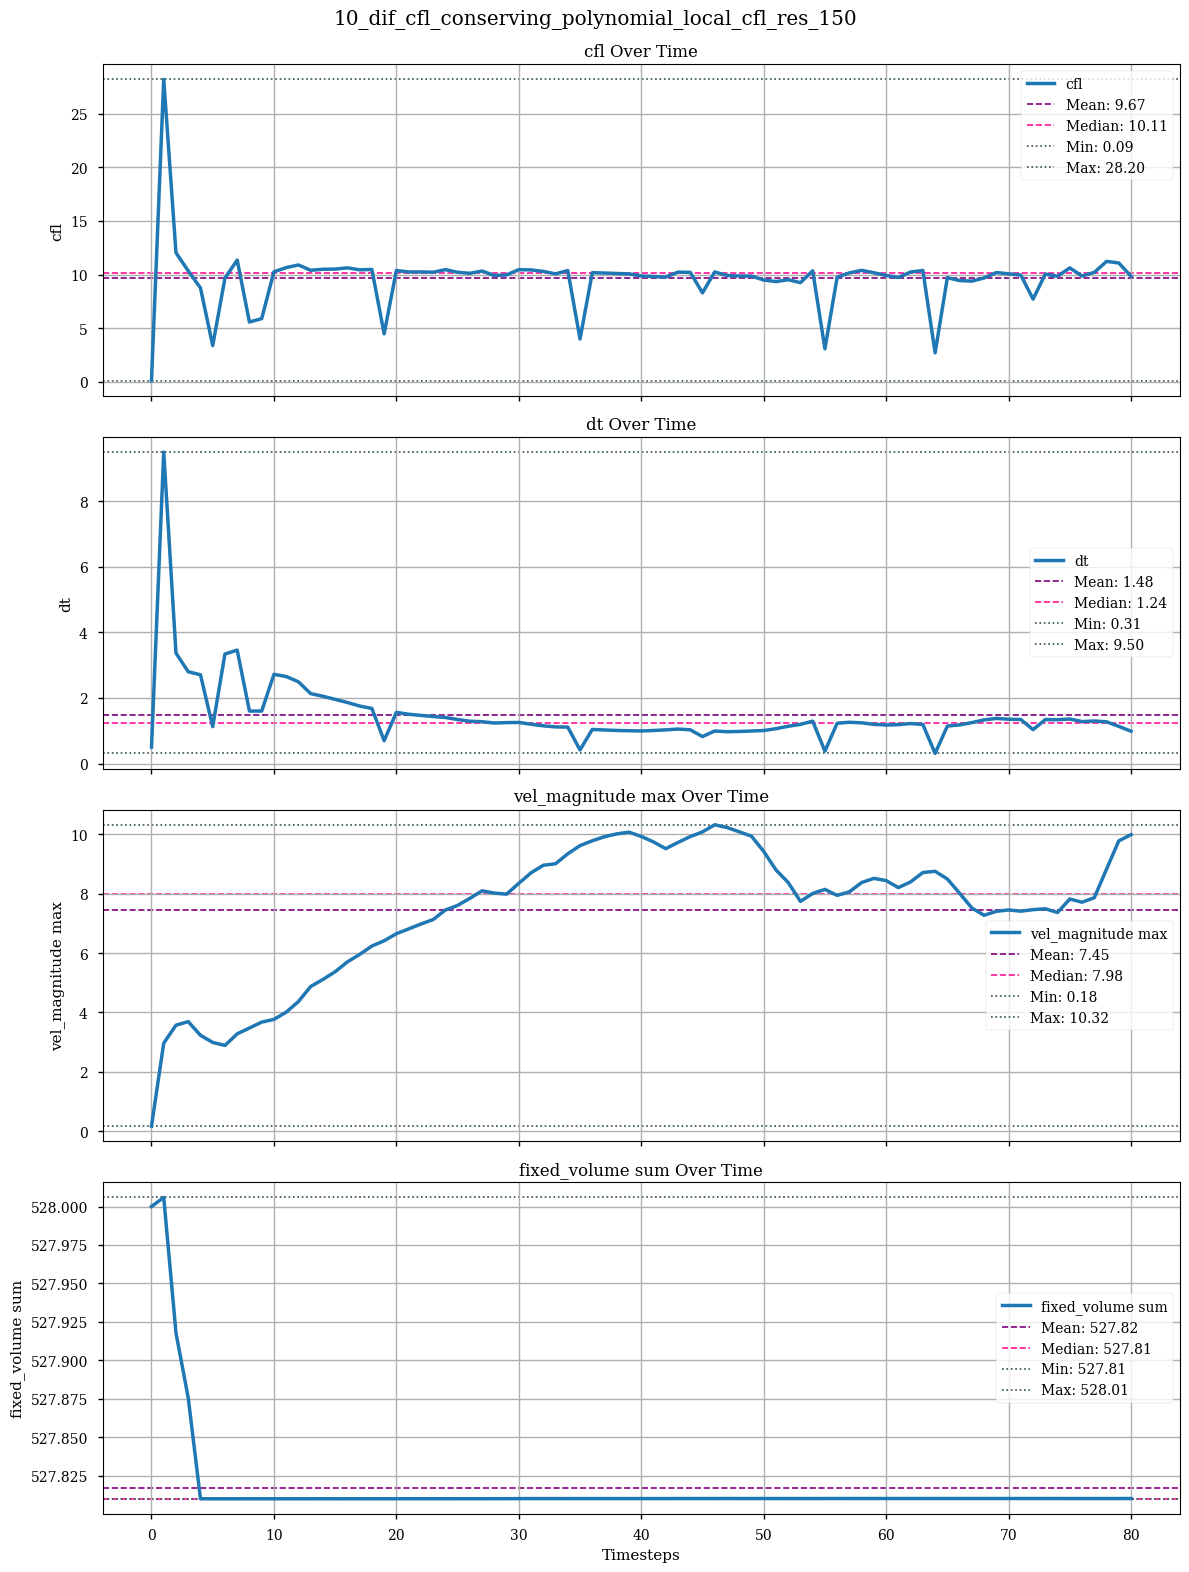 10_dif_cfl_conserving_polynomial_local_cfl_res_150
cfl Over Time
cfl
25
20
15
10
5
0
cfl
Mean: 9.67
Median: 10.11
Min: 0.09
Max: 28.20
dt Over Time
dt
8
6
4
2
0
dt
Mean: 1.48
Median: 1.24
Min: 0.31
Max: 9.50
vel_magnitude max Over Time
vel_magnitude max
10
8
6
4
2
0
vel_magnitude max
Mean: 7.45
Median: 7.98
Min: 0.18
Max: 10.32
fixed_volume sum Over Time
fixed_volume sum
528.000
527.975
527.950
527.925
527.900
527.875
527.850
527.825
fixed_volume sum
Mean: 527.82
Median: 527.81
Min: 527.81
Max: 528.01
0 10 20 30 40 50 60 70 80
Timesteps